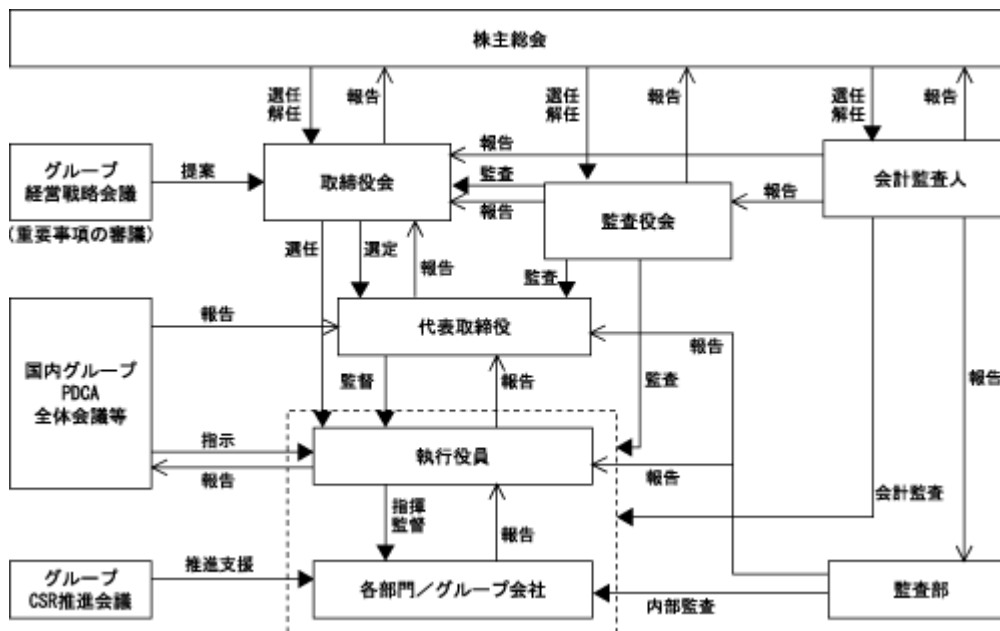 株主総会
選任
解任
報告
選任
解任
報告
選任
解任
報告
グループ
経営戦略会議
(重要事項の審議)
提案
取締役会
報告
監査
報告
監査役会
報告
会計監査人
選任
選定
報告
監査
報告
代表取締役
報告
監査
報告
国内グループ
PDCA
全体会議等
監督
報告
指示
報告
執行役員
報告
会計監査
指揮
監督
報告
グループ
CSR推進会議
推進支援
各部門／グループ会社
内部監査
監査部